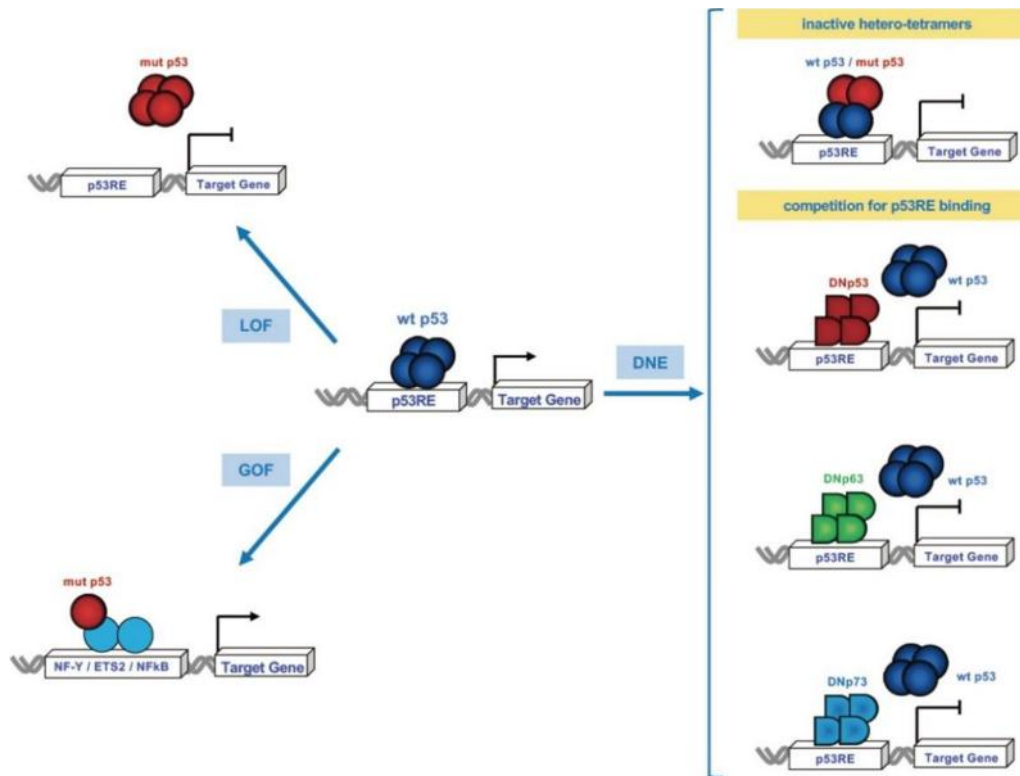 mut p53
p53RE
Target Gene
LOF
wt p53
p53RE
Target Gene
GOF
mut p53
NF-Y / ETS2 / NFkB
Target Gene
DNE
inactive hetero-tetramers
wt p53 / mut p53
p53RE
Target Gene
competition for p53RE binding
DNp53
wt p53
p53RE
Target Gene
DNp63
wt p53
p53RE
Target Gene
DNp73
wt p53
p53RE
Target Gene